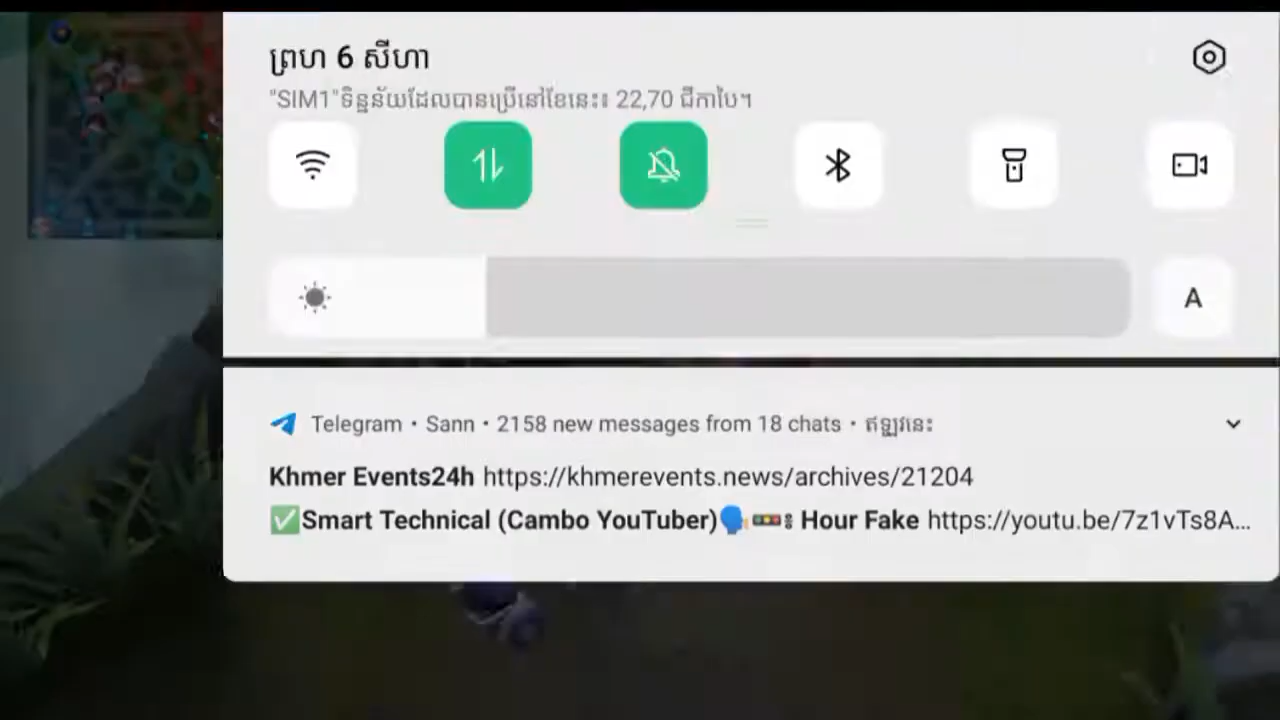 ព្រហ 6 សីហា
"SIM1"ទិន្នន័យដែលបានប្រើនៅខែនេះ៖ 22,70 ជីកាបៃ។
A
Telegram • Sann • 2158 new messages from 18 chats • ឥឡូវនេះ
Khmer Events24h https://khmerevents.news/archives/21204
✅Smart Technical (Cambo YouTuber)🗣🚥: Hour Fake https://youtu.be/7z1vTs8A...